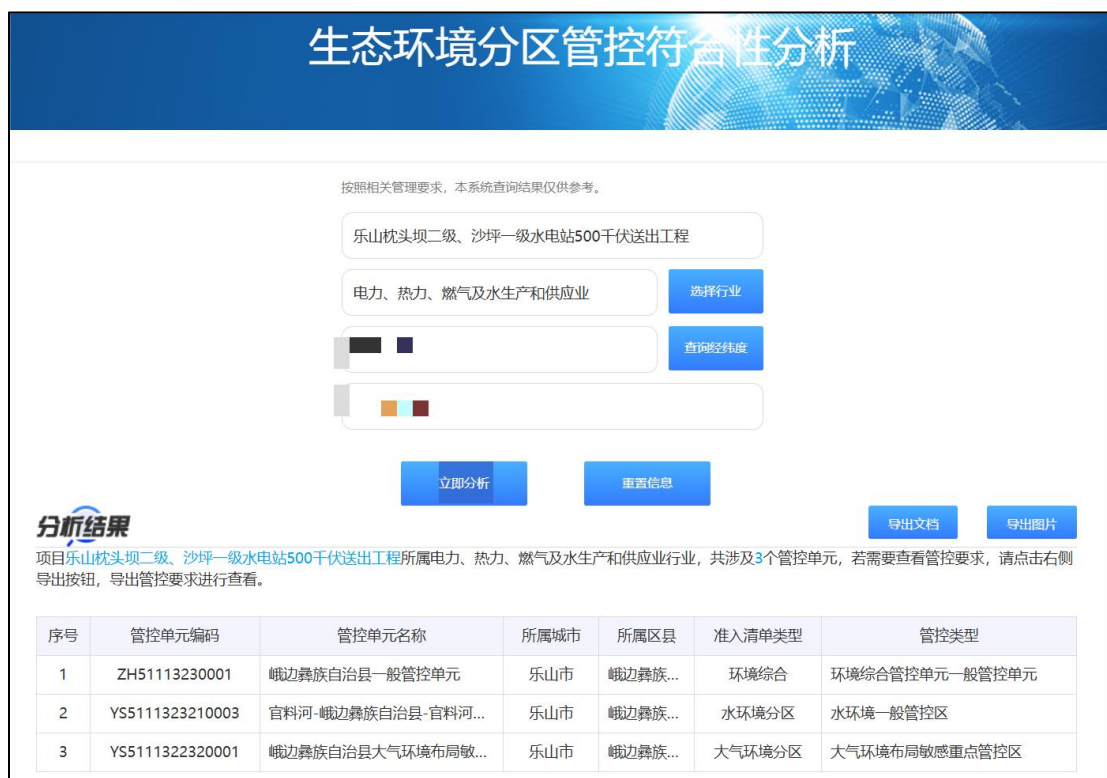 生态环境分区管控符合性分析
按照相关管理要求，本系统查询结果仅供参考。
乐山枕头坝二级、沙坪一级水电站500千伏送出工程
电力、热力、燃气及水生产和供应业
选择行业
查询经纬度
立即分析
重置信息
分析结果
导出文档
导出图片
项目乐山枕头坝二级、沙坪一级水电站500千伏送出工程所属电力、热力、燃气及水生产和供应业行业，共涉及3个管控单元，若需要查看管控要求，请点击右侧
导出按钮，导出管控要求进行查看。
序号 管控单元编码 管控单元名称 所属城市 所属区县 准入清单类型 管控类型
1 ZH51113230001 峨边彝族自治县一般管控单元 乐山市 峨边彝族... 环境综合 环境综合管控单元一般管控单元
2 YS5111323210003 官料河-峨边彝族自治县-官料河... 乐山市 峨边彝族... 水环境分区 水环境一般管控区
3 YS5111322320001 峨边彝族自治县大气环境布局敏... 乐山市 峨边彝族... 大气环境分区 大气环境布局敏感重点管控区